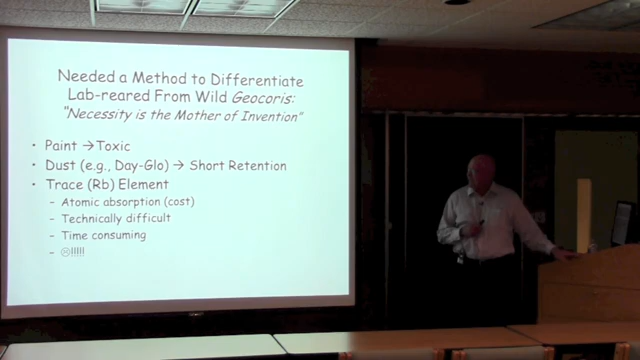 Needed a Method to Differentiate
Lab-reared From Wild Geocoris:
"Necessity is the Mother of Invention"
• Paint → Toxic
• Dust (e.g., Day-Glo) → Short Retention
• Trace (Rb) Element
– Atomic absorption (cost)
– Technically difficult
– Time consuming
– ☹!!!!!